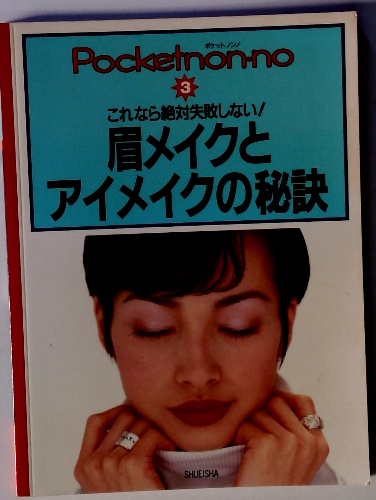 ポケットノンノ
Pocketnon·no
3
これなら絶対失敗しない!
眉メイクと
アイメイクの秘訣
SHUEISHA